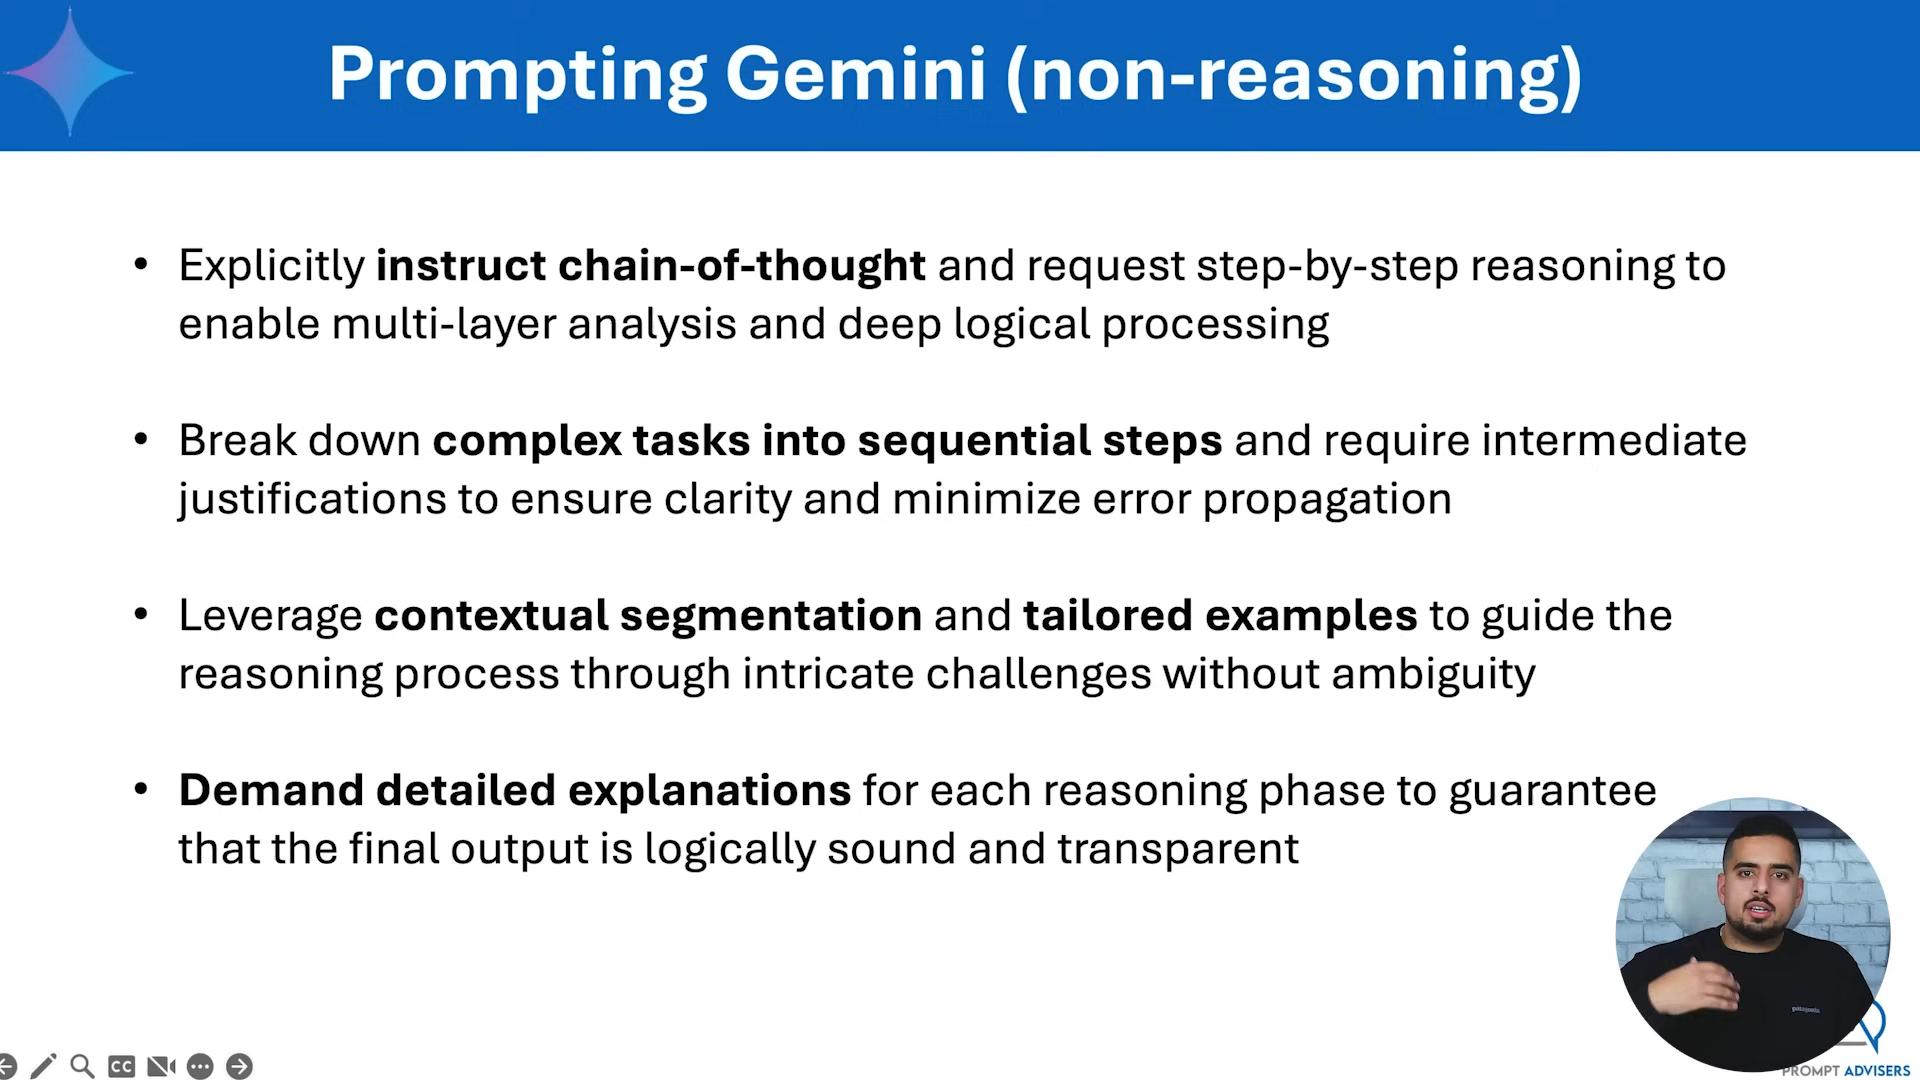 Prompting Gemini (non-reasoning)
• Explicitly instruct chain-of-thought and request step-by-step reasoning to
enable multi-layer analysis and deep logical processing
• Break down complex tasks into sequential steps and require intermediate
justifications to ensure clarity and minimize error propagation
• Leverage contextual segmentation and tailored examples to guide the
reasoning process through intricate challenges without ambiguity
• Demand detailed explanations for each reasoning phase to guarantee
that the final output is logically sound and transparent
patagonia
CC
PROMPT ADVISERS